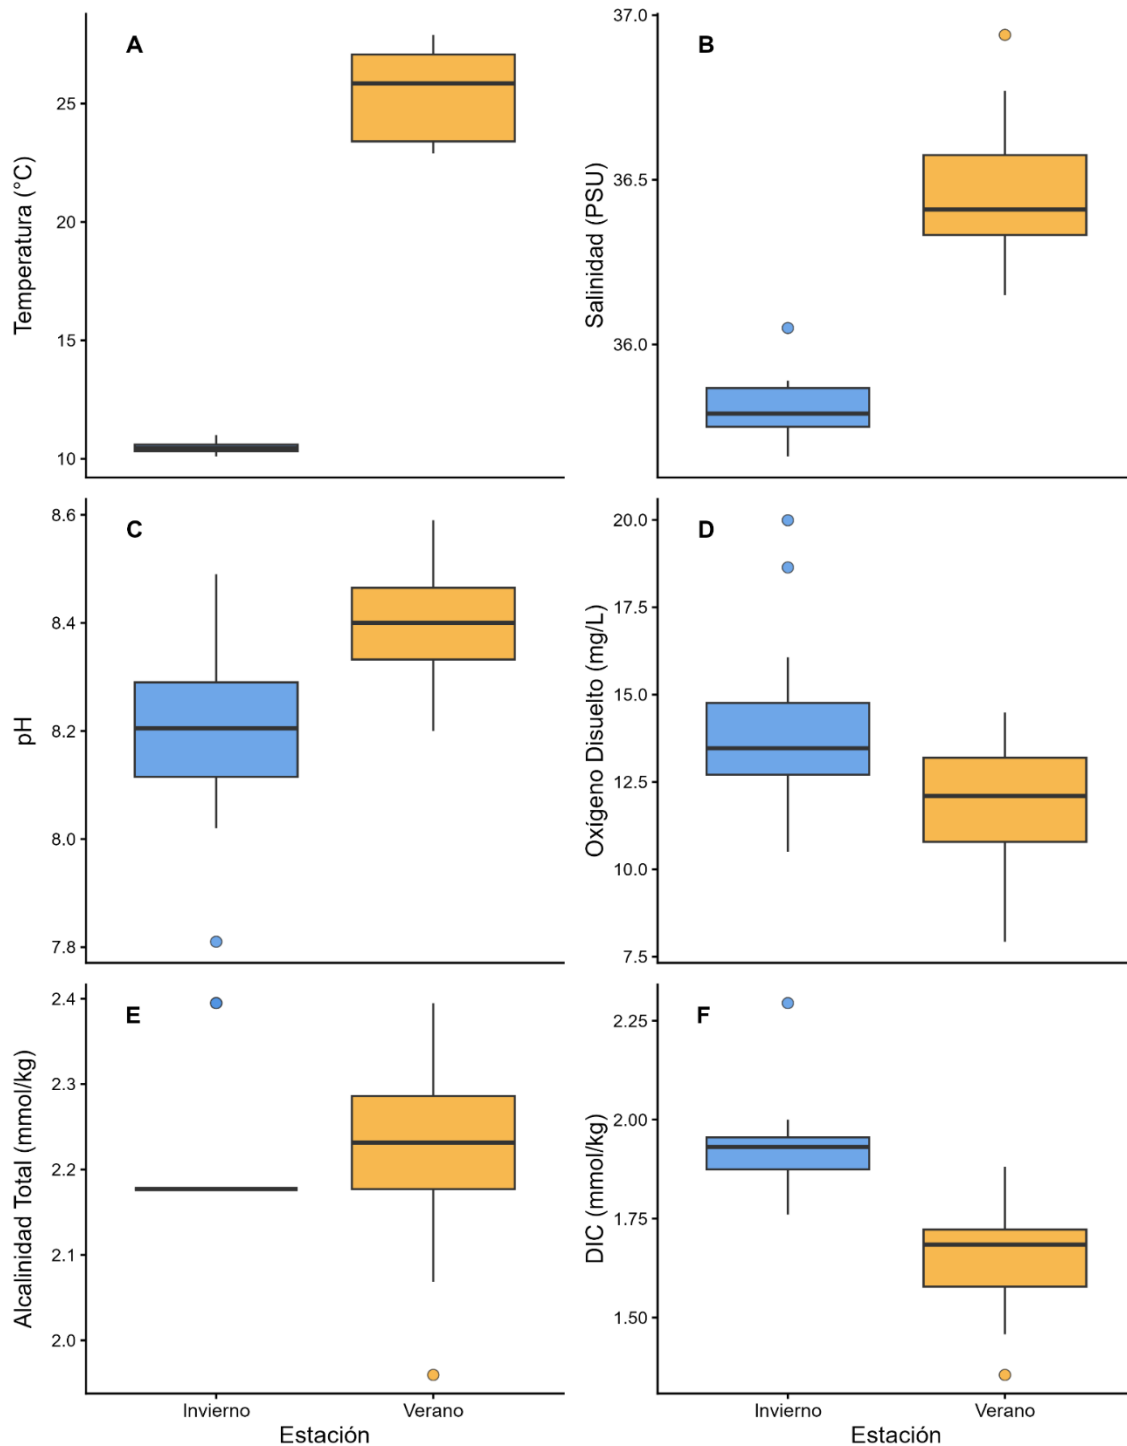 A
Temperatura (°C)
25
20
15
10
B
Salinidad (PSU)
37.0
36.5
36.0
C
pH
8.6
8.4
8.2
8.0
7.8
D
Oxígeno Disuelto (mg/L)
20.0
17.5
15.0
12.5
10.0
7.5
E
Alcalinidad Total (mmol/kg)
2.4
2.3
2.2
2.1
2.0
Invierno
Verano
Estación
F
DIC (mmol/kg)
2.25
2.00
1.75
1.50
Invierno
Verano
Estación